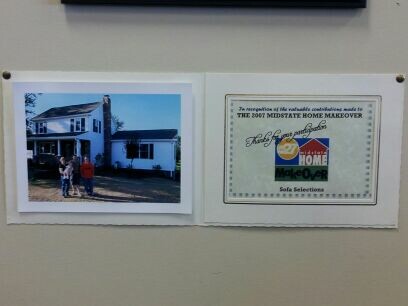 In recognition of the valuable contributions made to
THE 2007 MIDSTATE HOME MAKEOVER
Thanks for your participation
midstate
HOME
MakeOver
Sofa Selections